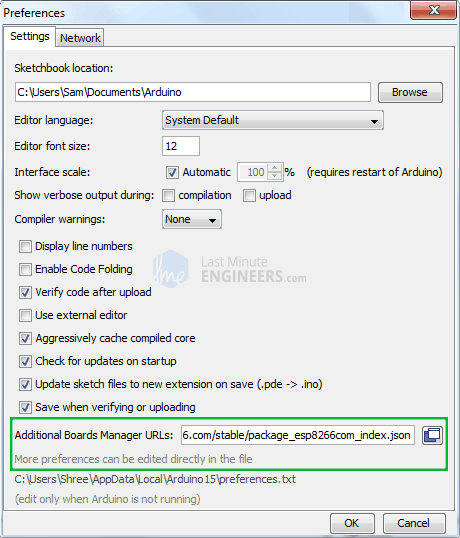 Preferences
Settings Network
Sketchbook location:
C:\Users\Sam\Documents\Arduino Browse
Editor language: System Default
Editor font size: 12
Interface scale: Automatic 100 % (requires restart of Arduino)
Show verbose output during: compilation upload
Compiler warnings: None
Display line numbers
Enable Code Folding
Last Minute
ENGINEERS.com
Verify code after upload
Use external editor
Aggressively cache compiled core
Check for updates on startup
Update sketch files to new extension on save (.pde -> .ino)
Save when verifying or uploading
Additional Boards Manager URLs: 6.com/stable/package_esp8266com_index.json
More preferences can be edited directly in the file
C:\Users\Shree\AppData\Local\Arduino15\preferences.txt
(edit only when Arduino is not running)
OK Cancel